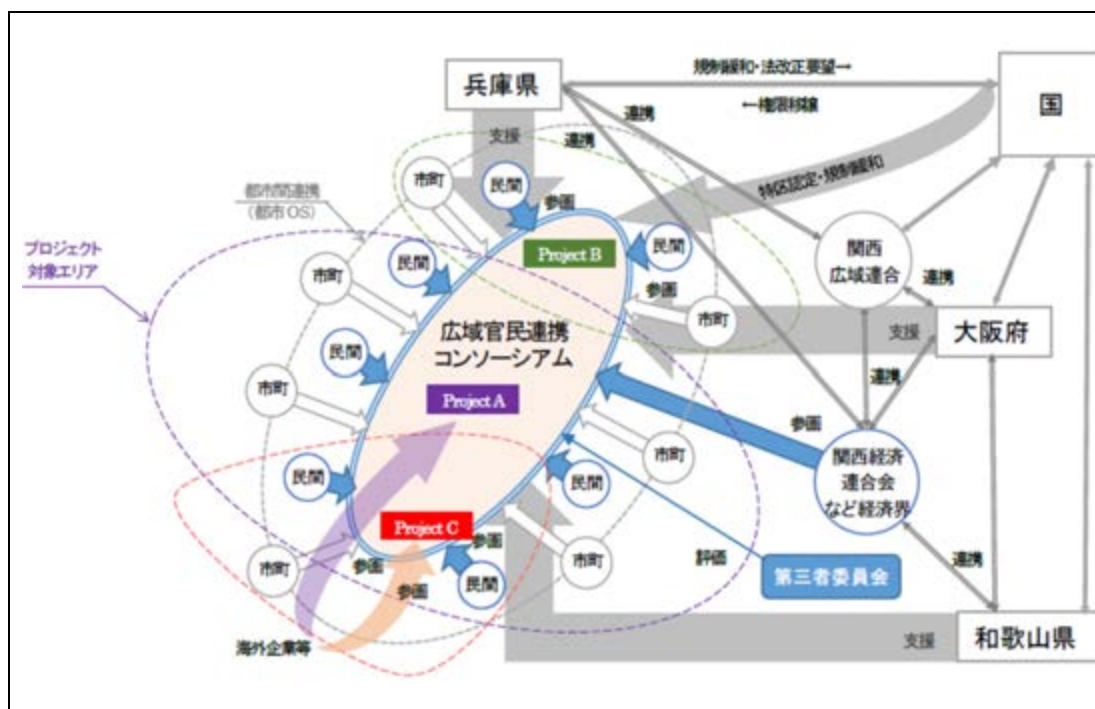 兵庫県
規制緩和・法改正要望→
←権限移譲
国
連携
支援
連携
特区認定・規制緩和
市町
民間
参画
都市間連携
(都市OS)
プロジェクト
対象エリア
Project B
民間
関西
広域連合
連携
市町
民間
参画
市町
支援
大阪府
広域官民連携
コンソーシアム
民間
連携
市町
Project A
参画
市町
関西経済
連合会
など経済界
民間
民間
Project C
参画
市町
市町
参画
参画
民間
評価
第三者委員会
連携
海外企業等
支援
和歌山県